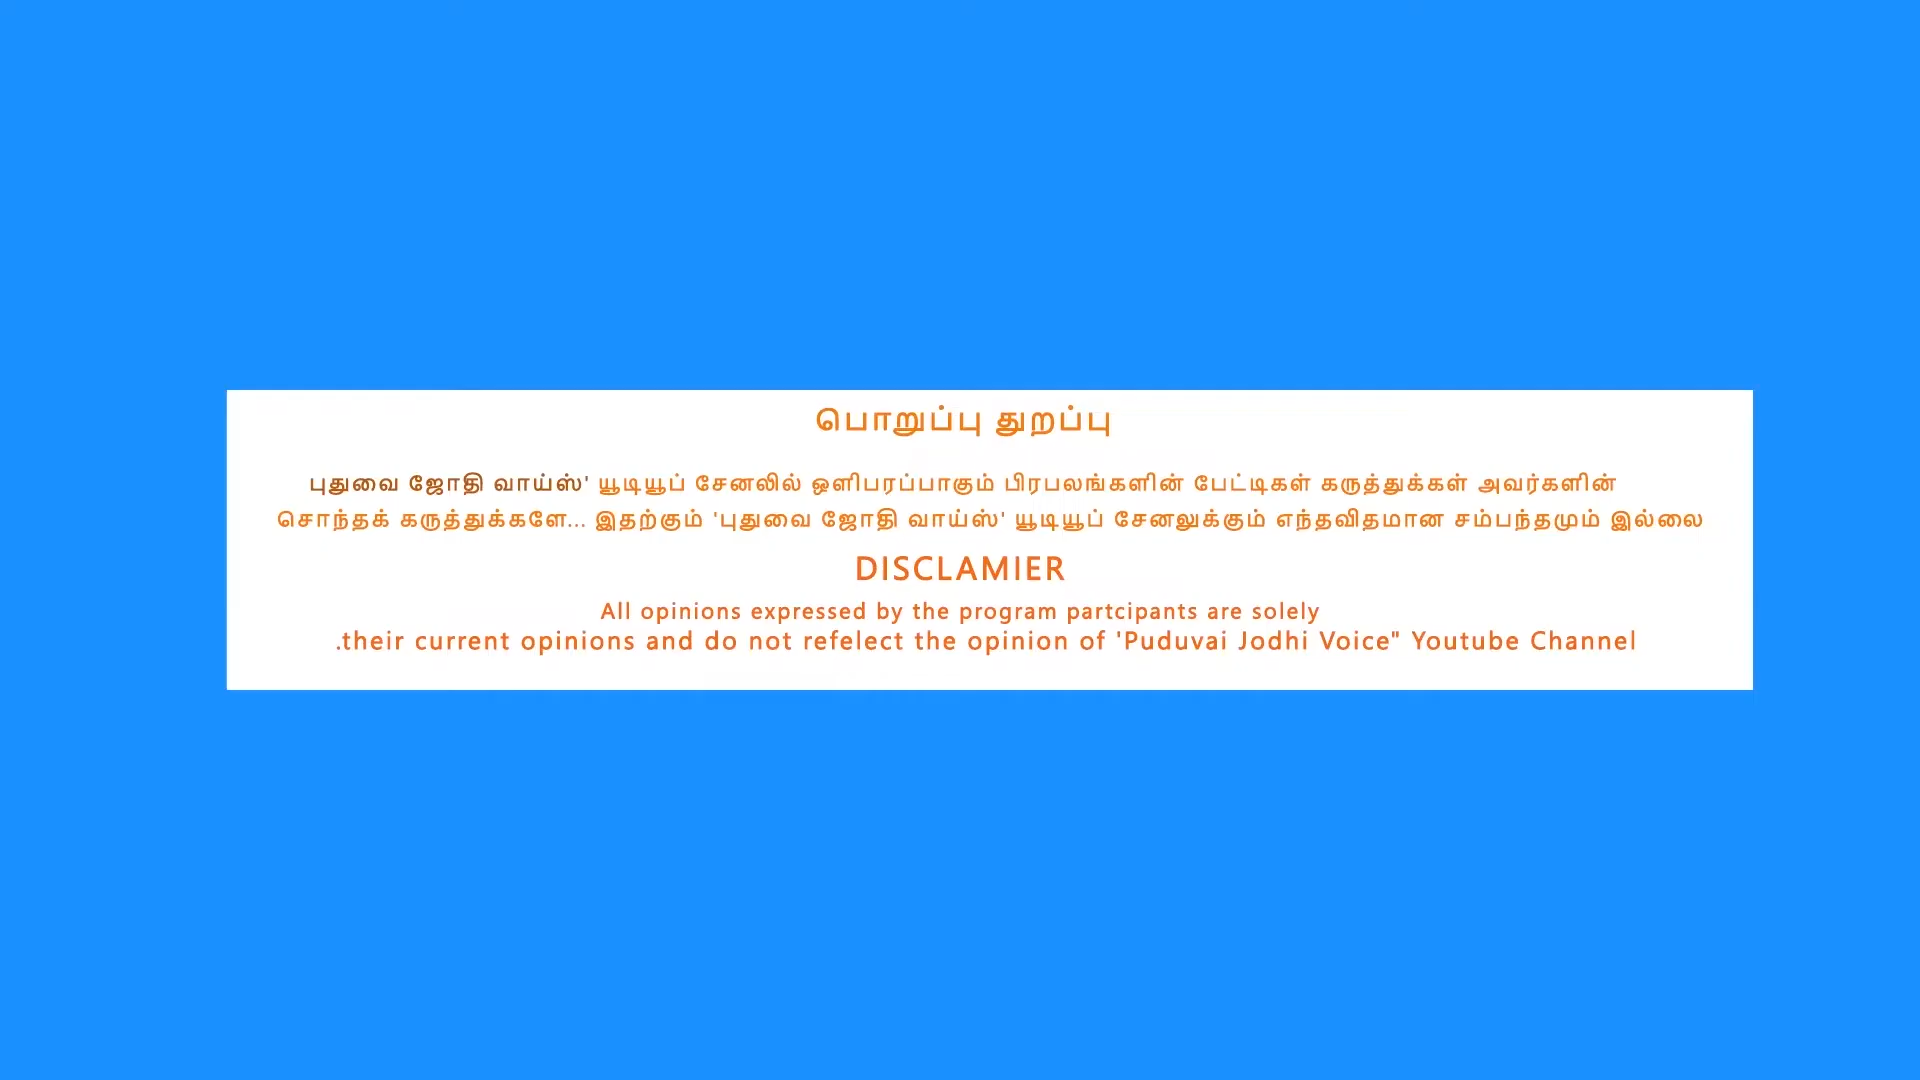 பொறுப்பு துறப்பு
புதுவை ஜோதி வாய்ஸ்' யூடியூப் சேனலில் ஒளிபரப்பாகும் பிரபலங்களின் பேட்டிகள் கருத்துக்கள் அவர்களின்
சொந்தக் கருத்துக்களே... இதற்கும் 'புதுவை ஜோதி வாய்ஸ்' யூடியூப் சேனலுக்கும் எந்தவிதமான சம்பந்தமும் இல்லை
DISCLAMIER
All opinions expressed by the program partcipants are solely
.their current opinions and do not refelect the opinion of 'Puduvai Jodhi Voice" Youtube Channel